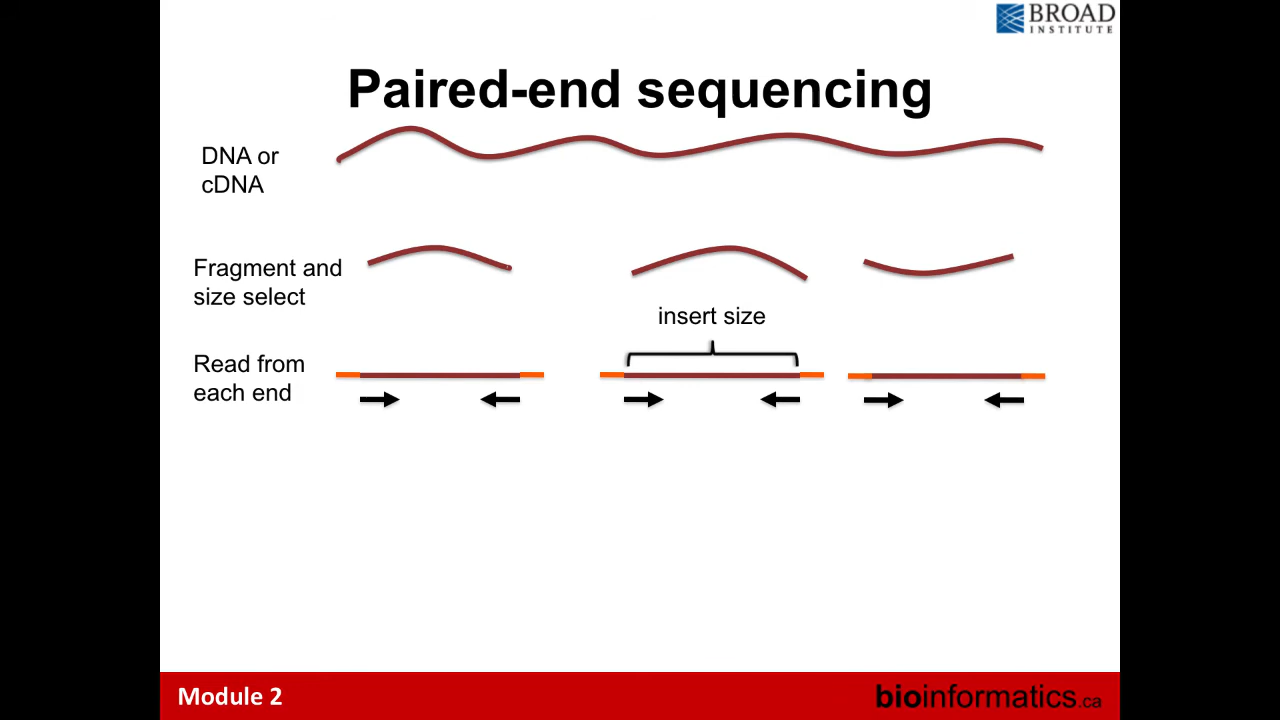 BROAD
INSTITUTE
Paired-end sequencing
DNA or
cDNA
Fragment and
size select
insert size
Read from
each end
Module 2
bioinformatics.ca